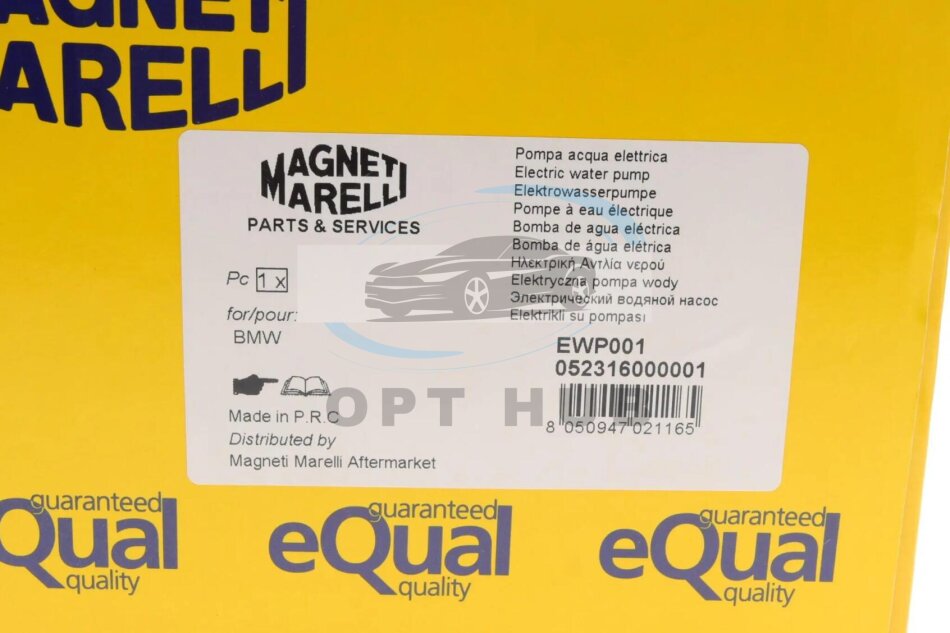 MAGNETI
MARELLI
MAGNETI
MARELLI
PARTS & SERVICES
Pc 1 x
for/pour:
BMW
Made in P.R.C
Distributed by
Magneti Marelli Aftermarket
Pompa acqua elettrica
Electric water pump
Elektrowasserpumpe
Pompe à eau électrique
Bomba de agua eléctrica
Bomba de água elétrica
Ηλεκτρική Αντλία νερού
Elektryczna pompa wody
Электрический водяной насос
Elektrikli su pompası
EWP001
052316000001
8 050947 021165
OPT HUB
guaranteed
eQual
quality
guaranteed
eQual
quality
guaranteed
eQual
quality